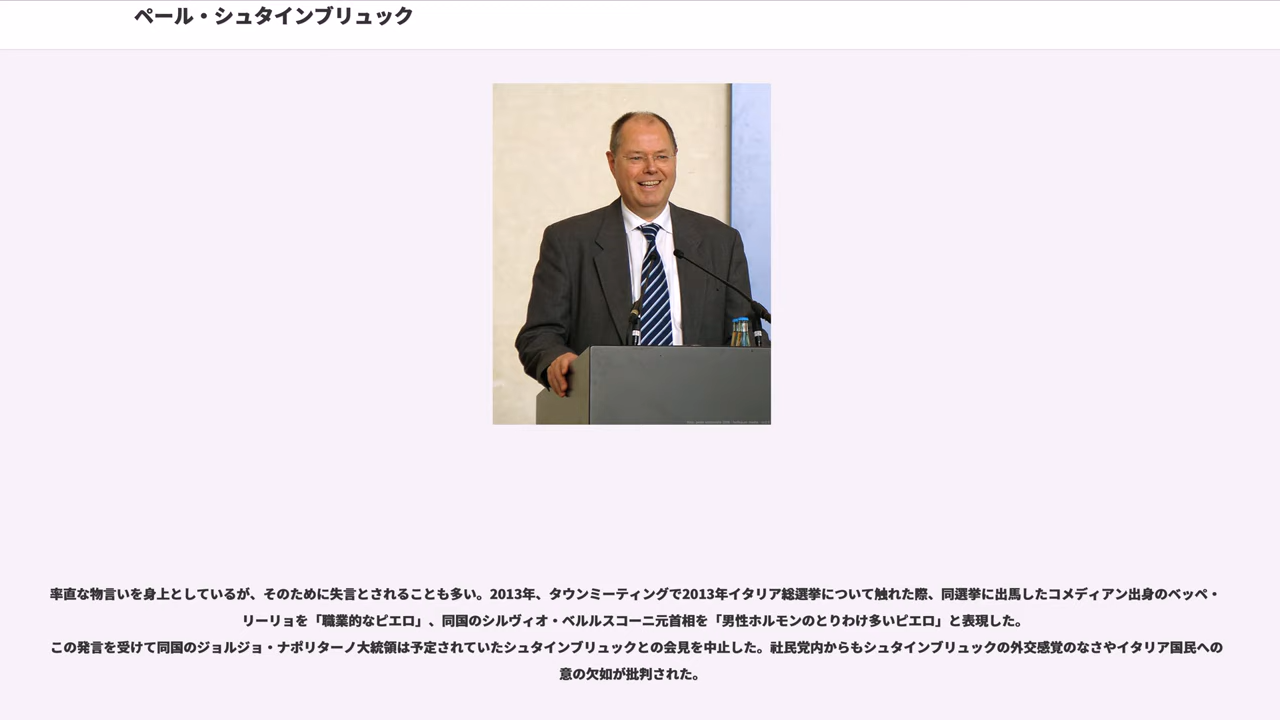 ペール・シュタインブリュック
率直な物言いを身上としているが、そのために失言とされることも多い。2013年、タウンミーティングで2013年イタリア総選挙について触れた際、同選挙に出馬したコメディアン出身のベッペ・
リーリョを「職業的なピエロ」、同国のシルヴィオ・ベルルスコーニ元首相を「男性ホルモンのとりわけ多いピエロ」と表現した。
この発言を受けて同国のジョルジョ・ナポリターノ大統領は予定されていたシュタインブリュックとの会見を中止した。社民党内からもシュタインブリュックの外交感覚のなさやイタリア国民への
意の欠如が批判された。